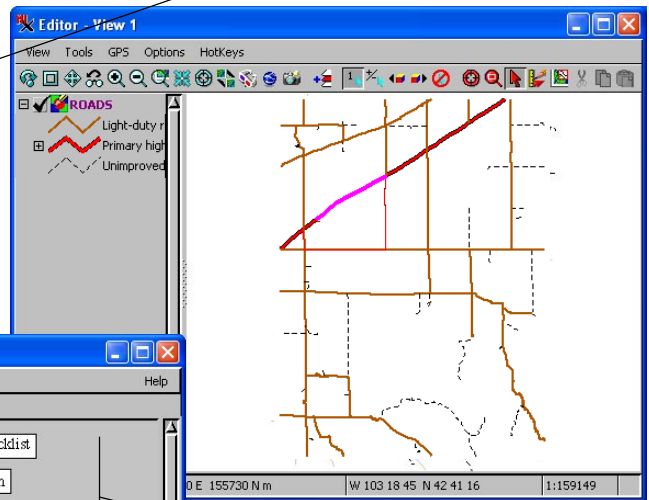 Editor - View 1
View Tools GPS Options HotKeys
ROADS
Light-duty r
Primary high
Unimproved
Help
cklist
n
0 E 155730 N m W 103 18 45 N 42 41 16 1:159149